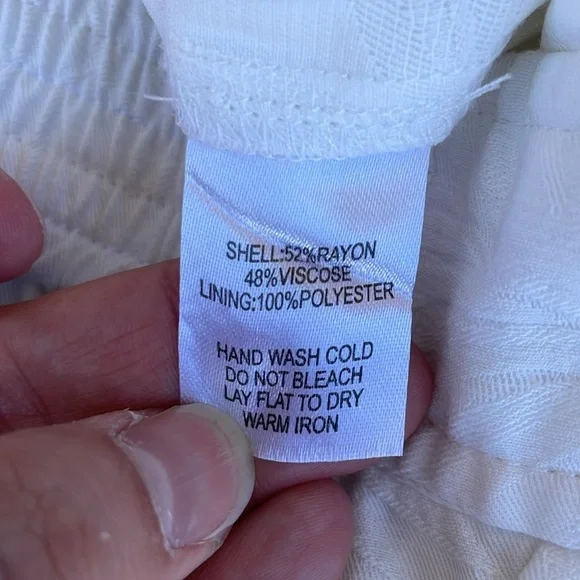 SHELL:52%RAYON
48%VISCOSE
LINING:100%POLYESTER
HAND WASH COLD
DO NOT BLEACH
LAY FLAT TO DRY
WARM IRON